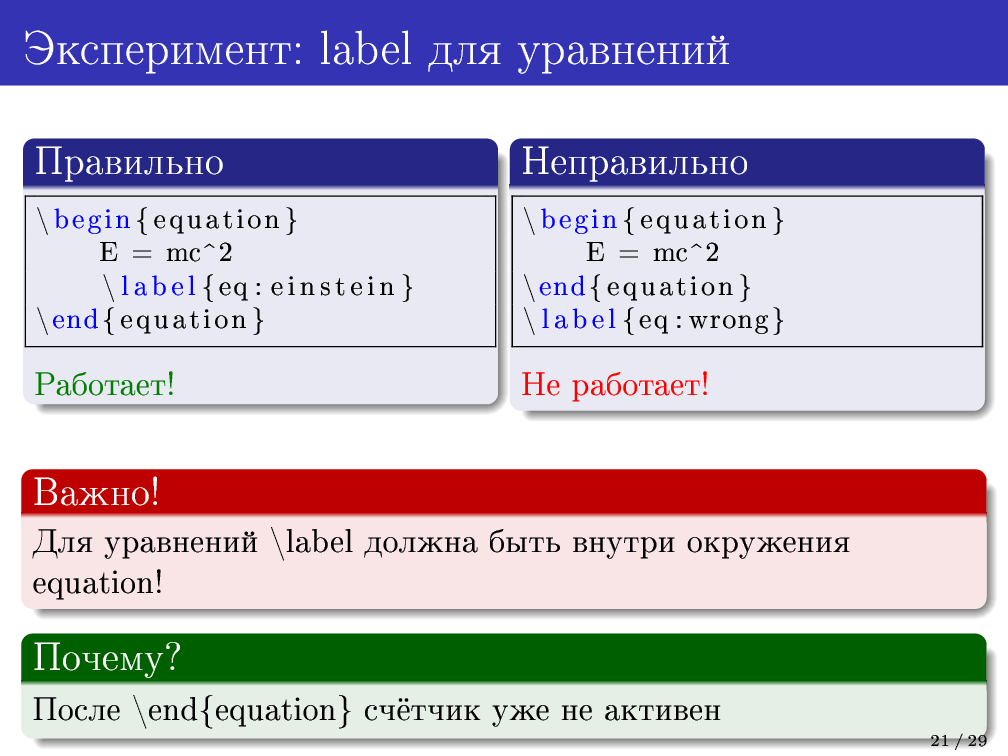 Эксперимент: label для уравнений
Правильно
\begin{equation}
E = mc^2
\label{eq:einstein}
\end{equation}
Работает!
Неправильно
\begin{equation}
E = mc^2
\end{equation}
\label{eq:wrong}
Не работает!
Важно!
Для уравнений \label должна быть внутри окружения
equation!
Почему?
После \end{equation} счётчик уже не активен
21 / 29